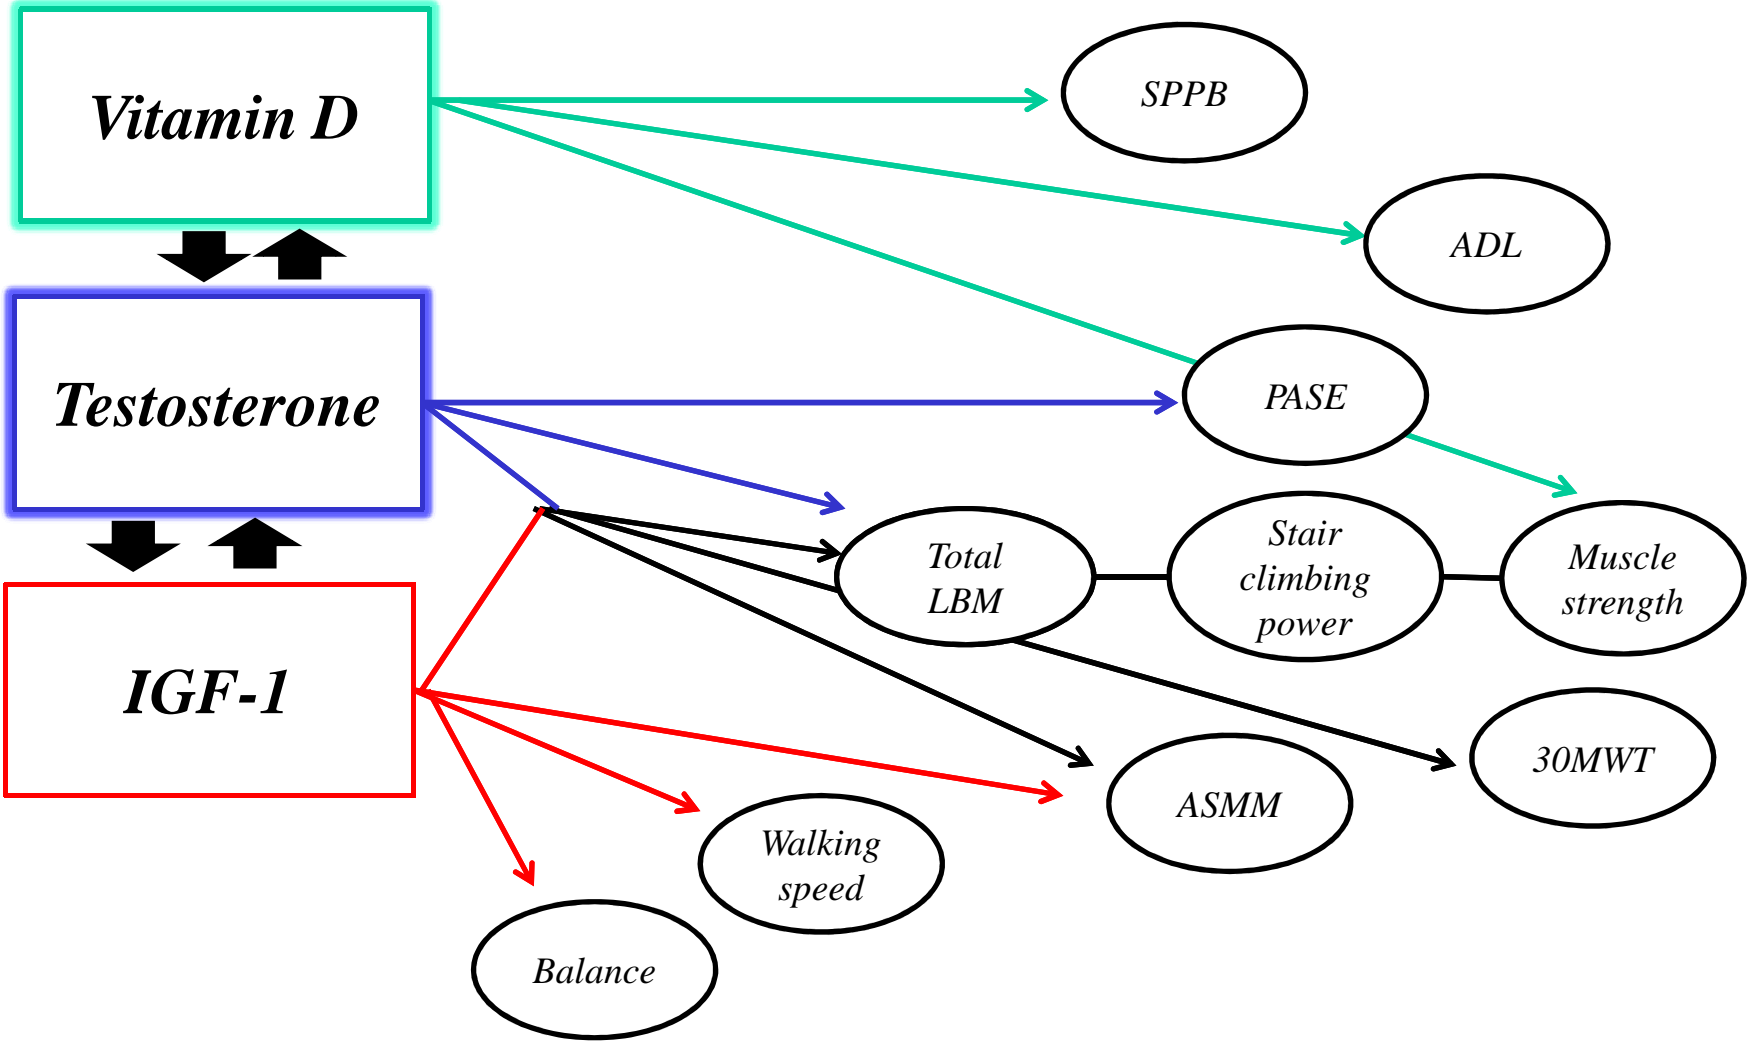 Vitamin D
SPPB
ADL
Testosterone
PASE
Total
LBM
Stair
climbing
power
Muscle
strength
IGF-1
30MWT
ASMM
Walking
speed
Balance